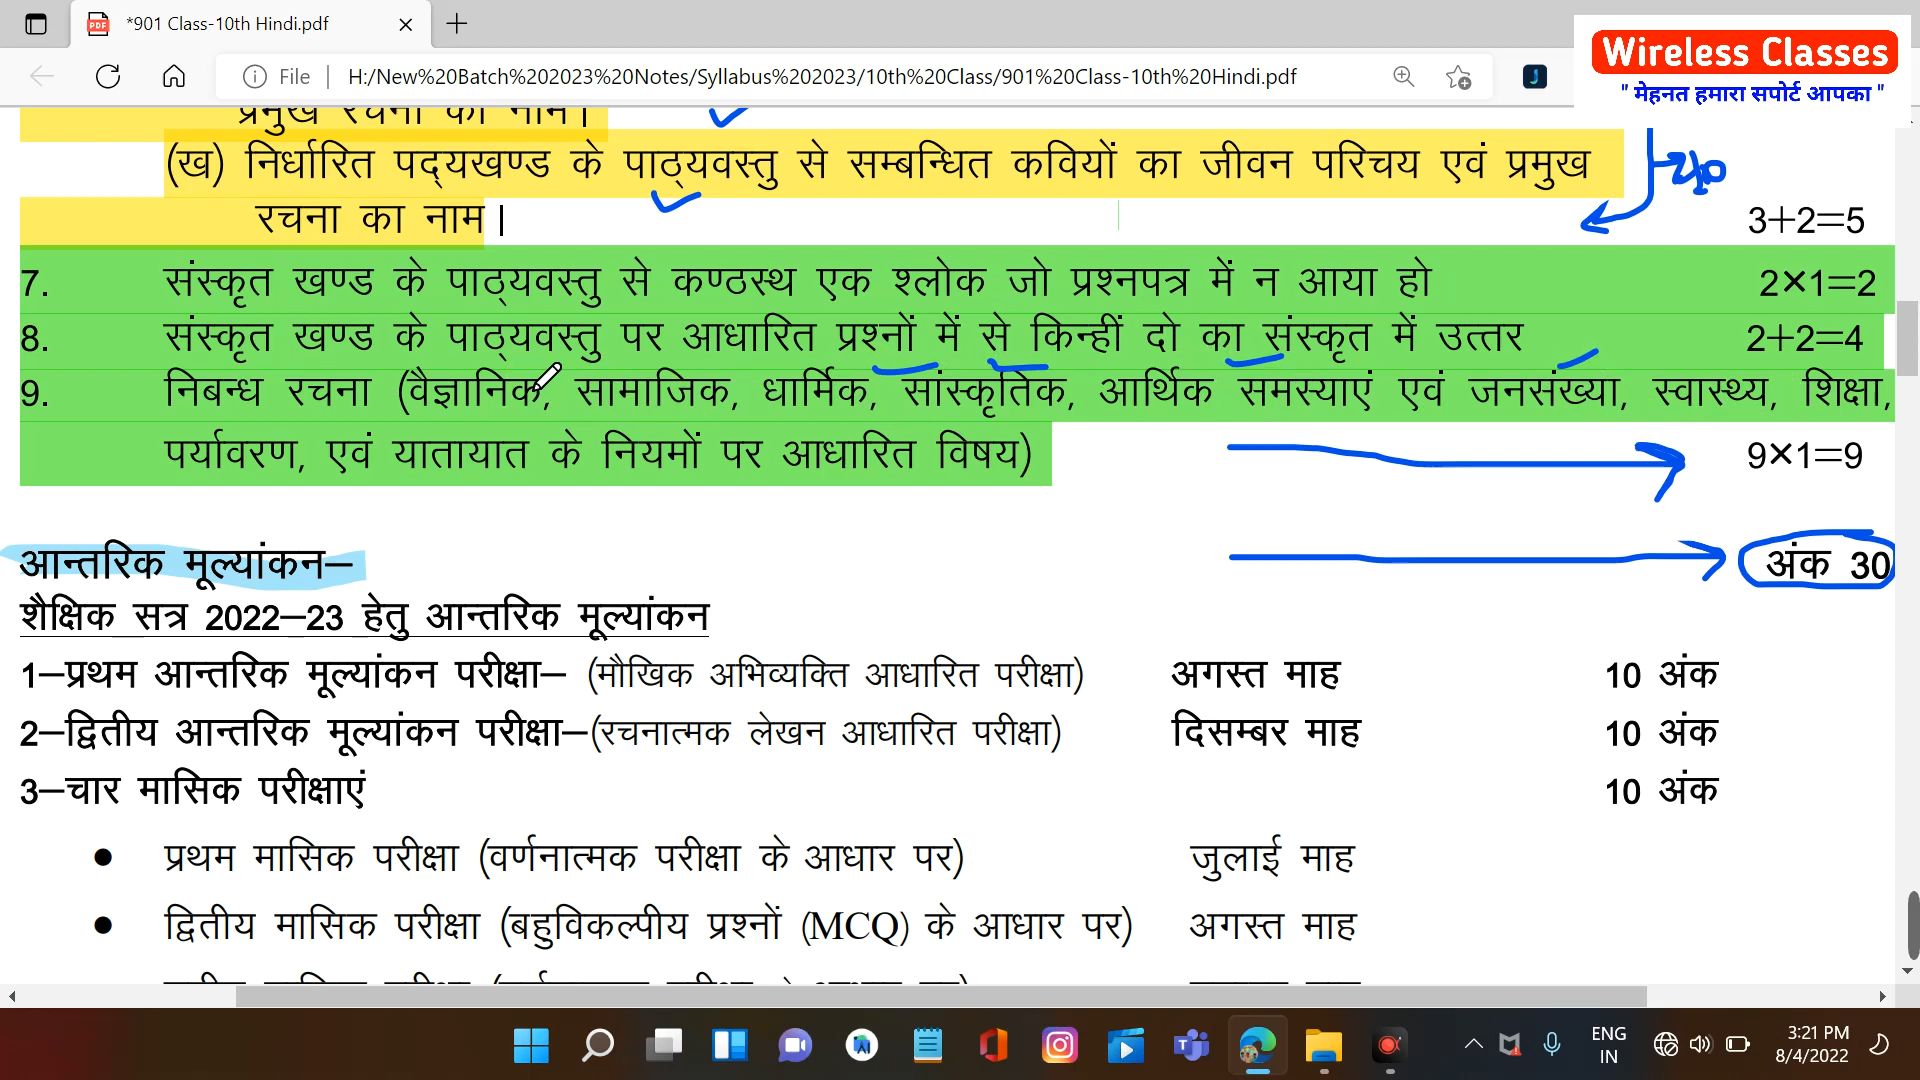 *901 Class-10th Hindi.pdf
File
H:/New%20Batch%202023%20Notes/Syllabus%202023/10th%20Class/901%20Class-10th%20Hindi.pdf
Wireless Classes
" मेहनत हमारा सपोर्ट आपका "
प्रमुख रचना का नाम।
(ख) निर्धारित पद्यखण्ड के पाठ्यवस्तु से सम्बन्धित कवियों का जीवन परिचय एवं प्रमुख
रचना का नाम। 3+2=5
7. संस्कृत खण्ड के पाठ्यवस्तु से कण्ठस्थ एक श्लोक जो प्रश्नपत्र में न आया हो 2×1=2
8. संस्कृत खण्ड के पाठ्यवस्तु पर आधारित प्रश्नों में से किन्हीं दो का संस्कृत में उत्तर 2+2=4
9. निबन्ध रचना (वैज्ञानिक, सामाजिक, धार्मिक, सांस्कृतिक, आर्थिक समस्याएं एवं जनसंख्या, स्वास्थ्य, शिक्षा,
पर्यावरण, एवं यातायात के नियमों पर आधारित विषय) 9×1=9
आन्तरिक मूल्यांकन– अंक 30
शैक्षिक सत्र 2022–23 हेतु आन्तरिक मूल्यांकन
1–प्रथम आन्तरिक मूल्यांकन परीक्षा– (मौखिक अभिव्यक्ति आधारित परीक्षा) अगस्त माह 10 अंक
2–द्वितीय आन्तरिक मूल्यांकन परीक्षा–(रचनात्मक लेखन आधारित परीक्षा) दिसम्बर माह 10 अंक
3–चार मासिक परीक्षाएं 10 अंक
● प्रथम मासिक परीक्षा (वर्णनात्मक परीक्षा के आधार पर) जुलाई माह
● द्वितीय मासिक परीक्षा (बहुविकल्पीय प्रश्नों (MCQ) के आधार पर) अगस्त माह
ENG
IN
3:21 PM
8/4/2022